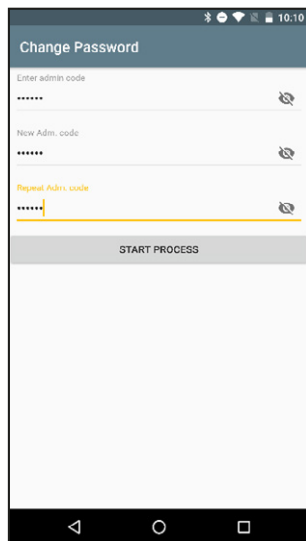 10:10
Change Password
Enter admin code
••••••
New Adm. code
••••••
Repeat Adm. code
••••••
START PROCESS